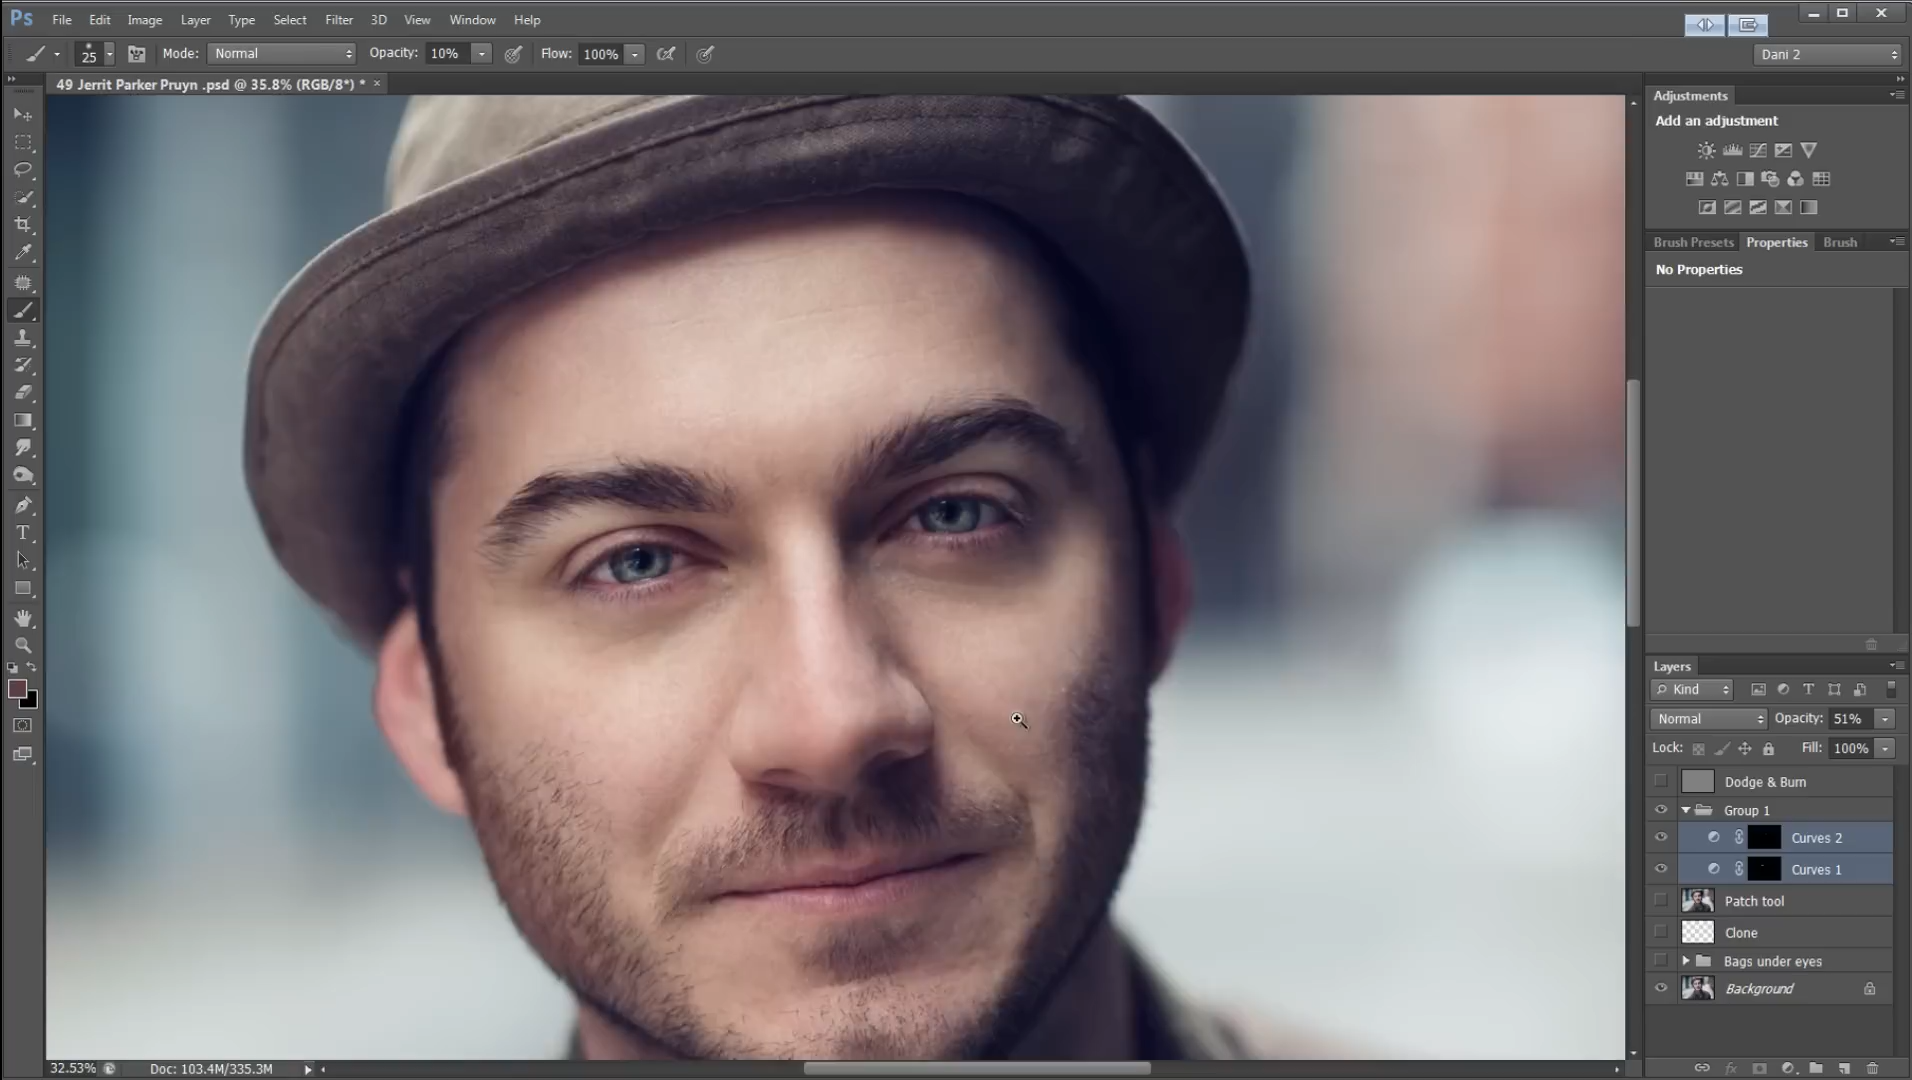 Ps File Edit Image Layer Type Select Filter 3D View Window Help
25 Mode: Normal Opacity: 10% Flow: 100% Dani 2
49 Jerrit Parker Pruyn .psd @ 35.8% (RGB/8*) * ×
Adjustments
Add an adjustment
Brush Presets Properties Brush
No Properties
Layers
Kind
Normal Opacity: 51%
Lock: Fill: 100%
Dodge & Burn
Group 1
Curves 2
Curves 1
Patch tool
Clone
Bags under eyes
Background
32.53% Doc: 103.4M/335.3M